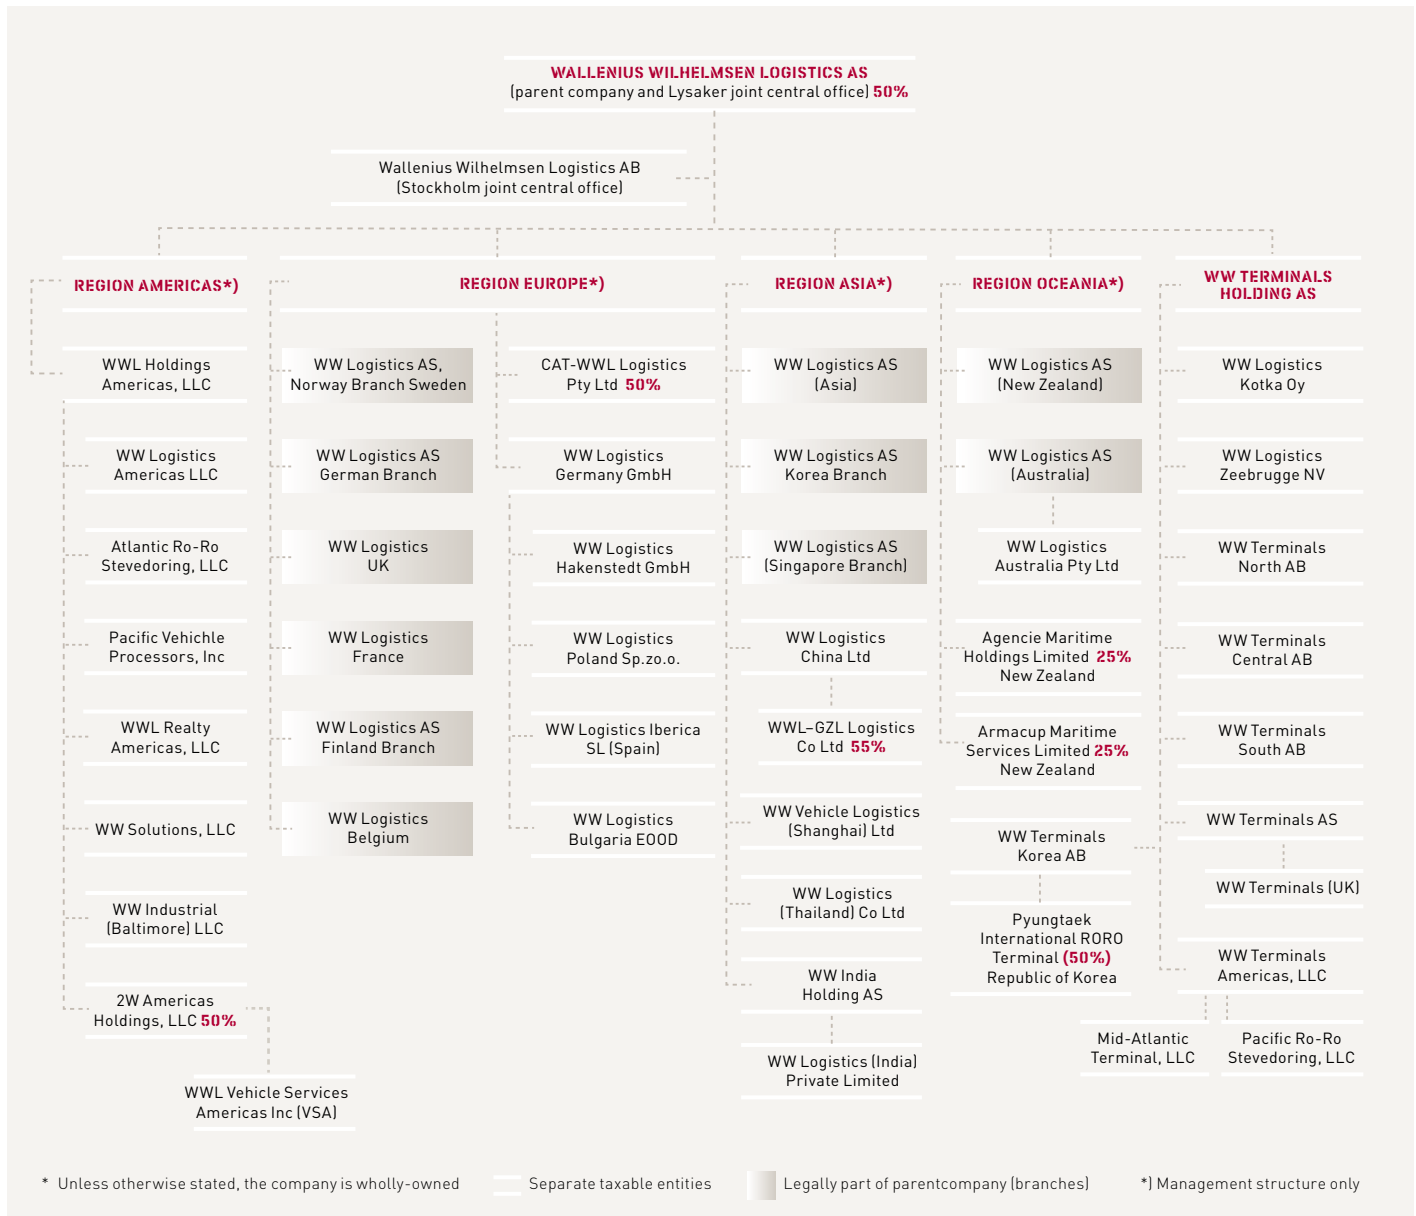 WALLENIUS WILHELMSEN LOGISTICS AS
(parent company and Lysaker joint central office) 50%
Wallenius Wilhelmsen Logistics AB
(Stockholm joint central office)
REGION AMERICAS*)
WWL Holdings
Americas, LLC
WW Logistics
Americas LLC
Atlantic Ro-Ro
Stevedoring, LLC
Pacific Vehichle
Processors, Inc
WWL Realty
Americas, LLC
WW Solutions, LLC
WW Industrial
(Baltimore) LLC
2W Americas
Holdings, LLC 50%
WWL Vehicle Services
Americas Inc (VSA)
REGION EUROPE*)
WW Logistics AS,
Norway Branch Sweden
WW Logistics AS
German Branch
WW Logistics
UK
WW Logistics
France
WW Logistics AS
Finland Branch
WW Logistics
Belgium
CAT-WWL Logistics
Pty Ltd 50%
WW Logistics
Germany GmbH
WW Logistics
Hakenstedt GmbH
WW Logistics
Poland Sp.zo.o.
WW Logistics Iberica
SL (Spain)
WW Logistics
Bulgaria EOOD
REGION ASIA*)
WW Logistics AS
(Asia)
WW Logistics AS
Korea Branch
WW Logistics AS
(Singapore Branch)
WW Logistics
China Ltd
WWL–GZL Logistics
Co Ltd 55%
WW Vehicle Logistics
(Shanghai) Ltd
WW Logistics
(Thailand) Co Ltd
WW India
Holding AS
WW Logistics (India)
Private Limited
REGION OCEANIA*)
WW Logistics AS
(New Zealand)
WW Logistics AS
(Australia)
WW Logistics
Australia Pty Ltd
Agencie Maritime
Holdings Limited 25%
New Zealand
Armacup Maritime
Services Limited 25%
New Zealand
WW Terminals
Korea AB
Pyungtaek
International RORO
Terminal (50%)
Republic of Korea
WW TERMINALS
HOLDING AS
WW Logistics
Kotka Oy
WW Logistics
Zeebrugge NV
WW Terminals
North AB
WW Terminals
Central AB
WW Terminals
South AB
WW Terminals AS
WW Terminals (UK)
WW Terminals
Americas, LLC
Mid-Atlantic
Terminal, LLC
Pacific Ro-Ro
Stevedoring, LLC
* Unless otherwise stated, the company is wholly-owned
Separate taxable entities
Legally part of parentcompany (branches)
*) Management structure only